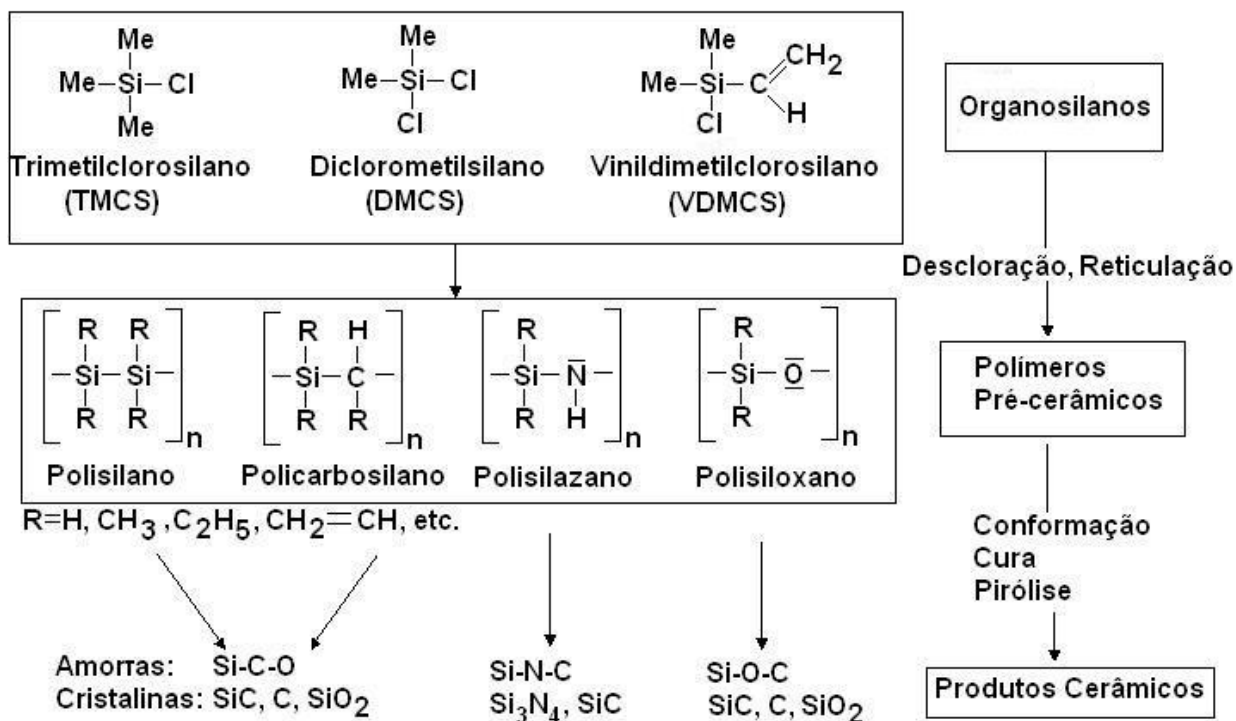 Me
Me–Si–Cl
Me
Trimetilclorosilano
(TMCS)
Me
Me
Si–Cl
Cl
Diclorometilsilano
(DMCS)
Me
CH2
Me–Si–C
Cl
H
Vinildimetilclorosilano
(VDMCS)
Organosilanos
Descloração, Reticulação
R R
Si–Si
R R
n
Polisilano
R H
Si–C
R R
n
Policarbosilano
R
Si–N
R H
n
Polisilazano
R
Si–O
R
n
Polisiloxano
Polímeros
Pré-cerâmicos
R=H, CH3 ,C2H5, CH2=CH, etc.
Conformação
Cura
Pirólise
Amorras: Si-C-O
Cristalinas: SiC, C, SiO2
Si-N-C
Si3N4, SiC
Si-O-C
SiC, C, SiO2
Produtos Cerâmicos